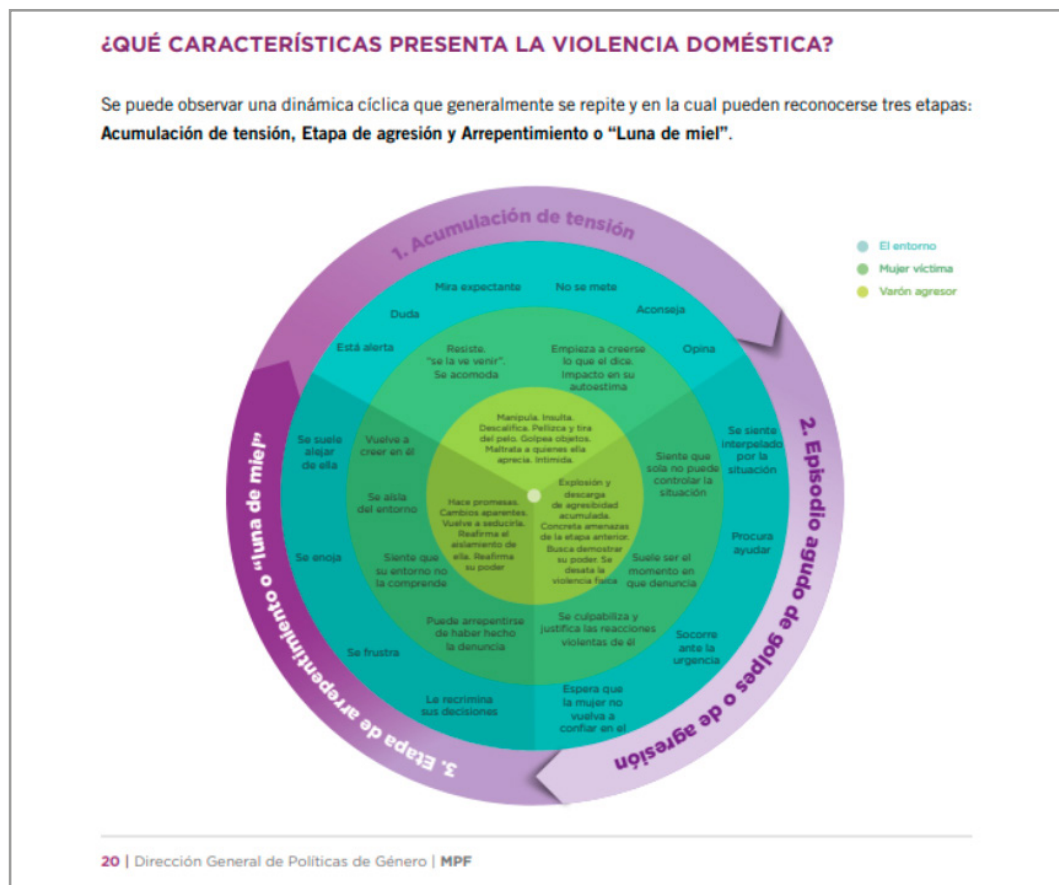 ¿QUÉ CARACTERÍSTICAS PRESENTA LA VIOLENCIA DOMÉSTICA?
Se puede observar una dinámica cíclica que generalmente se repite y en la cual pueden reconocerse tres etapas:
Acumulación de tensión, Etapa de agresión y Arrepentimiento o “Luna de miel”.
El entorno
Mujer víctima
Varón agresor
1. Acumulación de tensión
Está alerta
Duda
Mira expectante
No se mete
Aconseja
Opina
Resiste.
“se la ve venir”.
Se acomoda
Empieza a creerse
lo que el dice.
Impacto en su
autoestima
Manipula. Insulta.
Descalifica. Pellizca y tira
del pelo. Golpea objetos.
Maltrata a quienes ella
aprecia. Intimida.
2. Episodio agudo de golpes o de agresión
Se siente
interpelado
por la
situación
Procura
ayudar
Socorre
ante la
urgencia
Espera que
la mujer no
vuelva a
confiar en el
Siente que
sola no puede
controlar la
situación
Suele ser el
momento en
que denuncia
Se culpabiliza y
justifica las reacciones
violentas de él
Explosión y
descarga
de agresibidad
acumulada.
Concreta amenazas
de la etapa anterior.
Busca demostrar
su poder. Se
desata la
violencia física
3. Etapa de arrepentimiento o “luna de miel”
Le recrimina
sus decisiones
Se frustra
Se enoja
Se suele
alejar
de ella
Puede arrepentirse
de haber hecho
la denuncia
Siente que
su entorno no
la comprende
Se aisla
del entorno
Vuelve a
creer en él
Hace promesas.
Cambios aparentes.
Vuelve a seducirla.
Reafirma el
aislamiento de
ella. Reafirma
su poder
20 | Dirección General de Políticas de Género | MPF